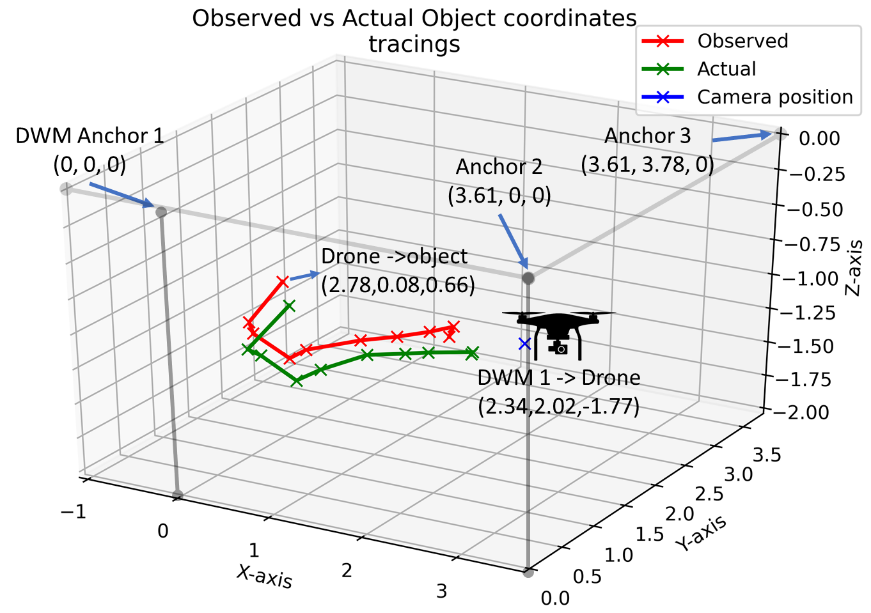 Observed vs Actual Object coordinates
tracings
Observed
Actual
Camera position
DWM Anchor 1
(0, 0, 0)
Anchor 2
(3.61, 0, 0)
Anchor 3
(3.61, 3.78, 0)
Drone ->object
(2.78,0.08,0.66)
DWM 1 -> Drone
(2.34,2.02,-1.77)
0.00
−0.25
−0.50
−0.75
−1.00
−1.25
−1.50
−1.75
−2.00
Z-axis
−1
0
1
2
3
X-axis
0.0
0.5
1.0
1.5
2.0
2.5
3.0
3.5
Y-axis